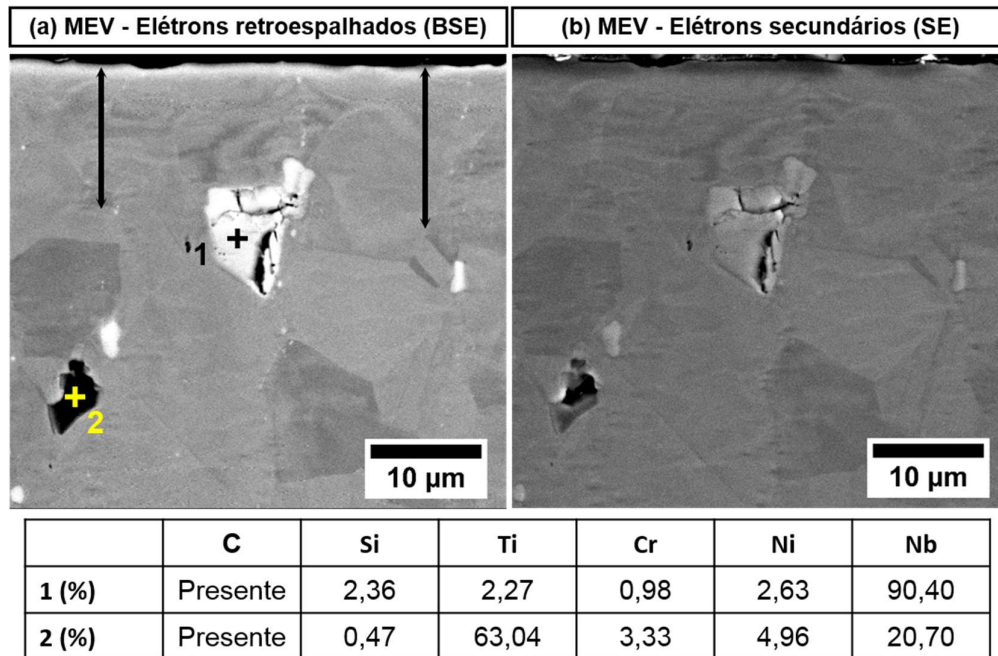 (a) MEV - Elétrons retroespalhados (BSE)
(b) MEV - Elétrons secundários (SE)
1
2
10 µm
10 µm
C Si Ti Cr Ni Nb
1 (%) Presente 2,36 2,27 0,98 2,63 90,40
2 (%) Presente 0,47 63,04 3,33 4,96 20,70